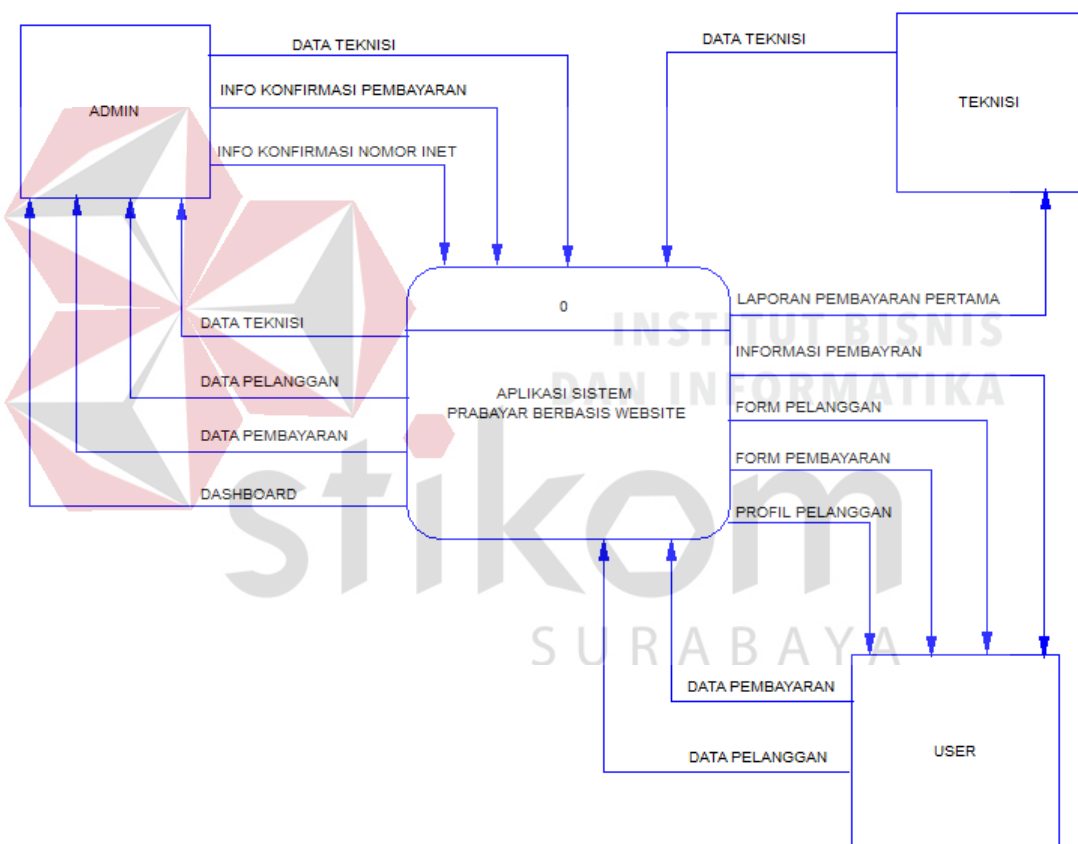 DATA TEKNISI
DATA TEKNISI
INFO KONFIRMASI PEMBAYARAN
ADMIN
TEKNISI
INFO KONFIRMASI NOMOR INET
0
LAPORAN PEMBAYARAN PERTAMA
DATA TEKNISI
INSTITUT BISNIS
DAN INFORMATIKA
INFORMASI PEMBAYRAN
DATA PELANGGAN
APLIKASI SISTEM
PRABAYAR BERBASIS WEBSITE
FORM PELANGGAN
DATA PEMBAYARAN
FORM PEMBAYARAN
DASHBOARD
PROFIL PELANGGAN
stikom
SURABAYA
DATA PEMBAYARAN
DATA PELANGGAN
USER